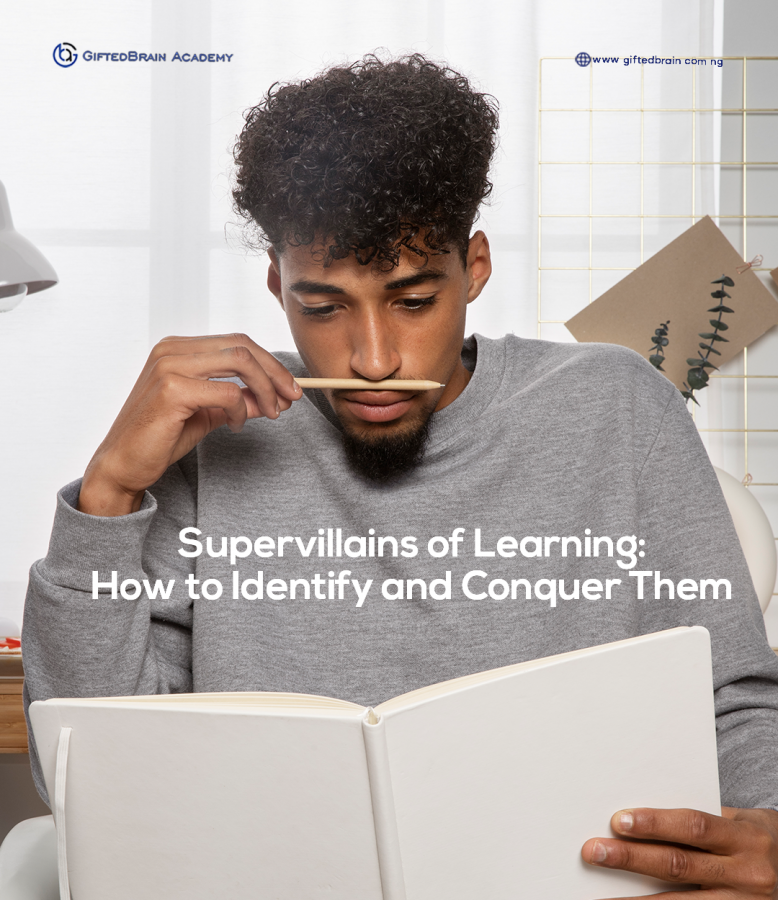 GiftedBrain Academy
www giftedbrain com ng
Supervillains of Learning:
How to Identify and Conquer Them